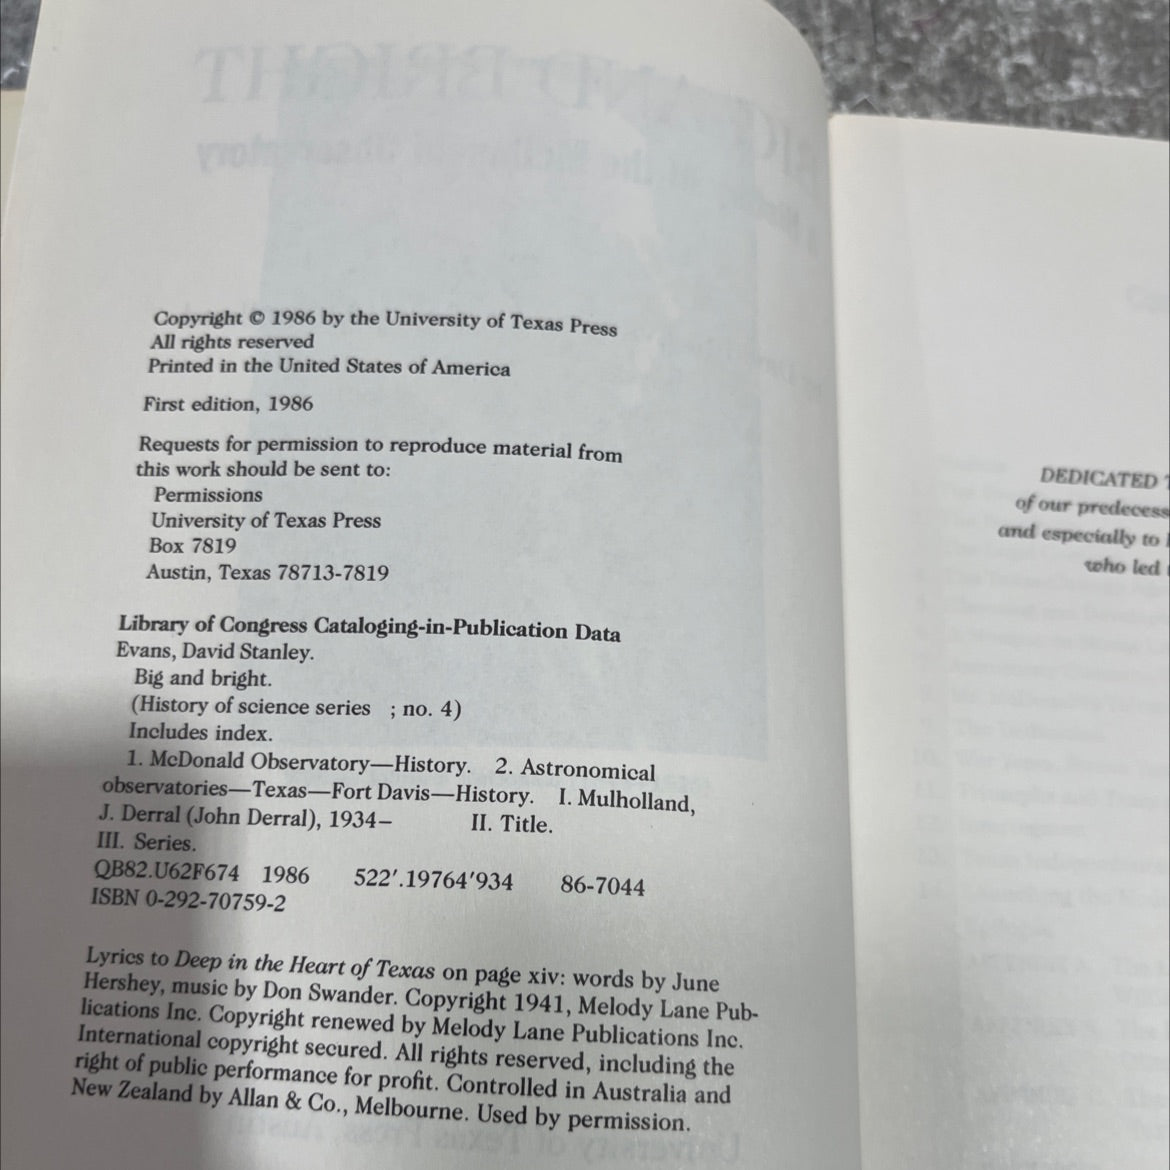 Copyright © 1986 by the University of Texas Press
All rights reserved
Printed in the United States of America
First edition, 1986
Requests for permission to reproduce material from
this work should be sent to:
Permissions
University of Texas Press
Box 7819
Austin, Texas 78713-7819
Library of Congress Cataloging-in-Publication Data
Evans, David Stanley.
Big and bright.
(History of science series ; no. 4)
Includes index.
1. McDonald Observatory—History. 2. Astronomical
observatories—Texas—Fort Davis—History. I. Mulholland,
J. Derral (John Derral), 1934– II. Title.
III. Series.
QB82.U62F674 1986 522′.19764′934 86-7044
ISBN 0-292-70759-2
Lyrics to Deep in the Heart of Texas on page xiv: words by June
Hershey, music by Don Swander. Copyright 1941, Melody Lane Pub-
lications Inc. Copyright renewed by Melody Lane Publications Inc.
International copyright secured. All rights reserved, including the
right of public performance for profit. Controlled in Australia and
New Zealand by Allan & Co., Melbourne. Used by permission.
DEDICATED
of our predecess
and especially to
who led